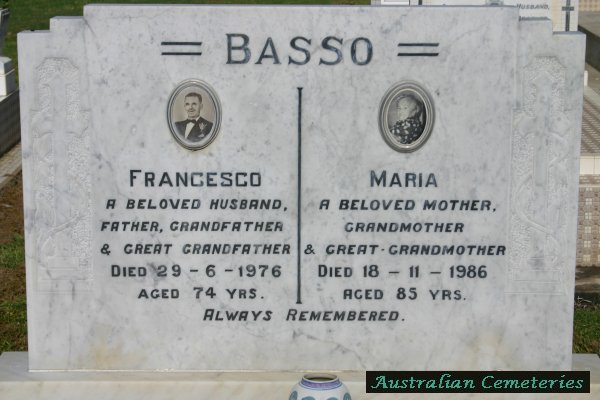 = BASSO =
FRANCESCO
A BELOVED HUSBAND,
FATHER, GRANDFATHER
& GREAT GRANDFATHER
DIED 29-6-1976
AGED 74 YRS.
MARIA
A BELOVED MOTHER,
GRANDMOTHER
& GREAT-GRANDMOTHER
DIED 18-11-1986
AGED 85 YRS.
ALWAYS REMEMBERED.
HUSBAND,
Australian Cemeteries